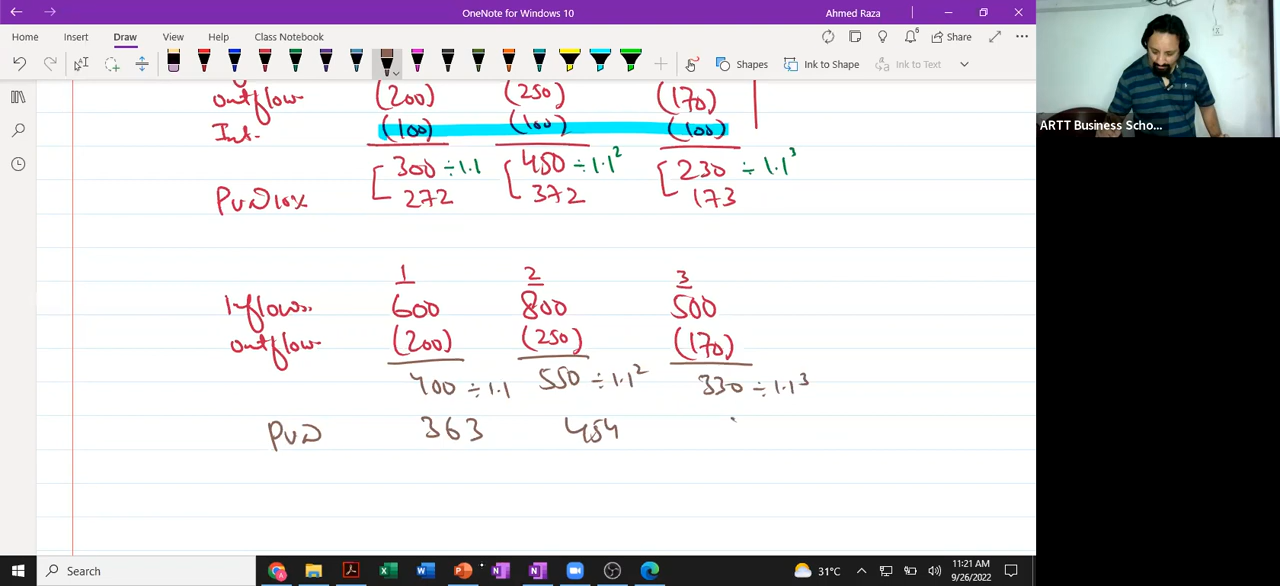 OneNote for Windows 10
Ahmed Raza
Home Insert Draw View Help Class Notebook
6
Share
Shapes Ink to Shape Ink to Text
outflow (200) (250) (170)
Int. (100) (100) (100)
300 ÷ 1.1 450 ÷ 1.1² 230 ÷ 1.1³
PV@10% 272 372 173
1 2 3
Inflows 600 800 500
outflow (200) (250) (170)
400 ÷ 1.1 550 ÷ 1.1² 330 ÷ 1.1³
PV@ 363 454
ARTT Business Scho...
Search
31°C
11:21 AM
9/26/2022